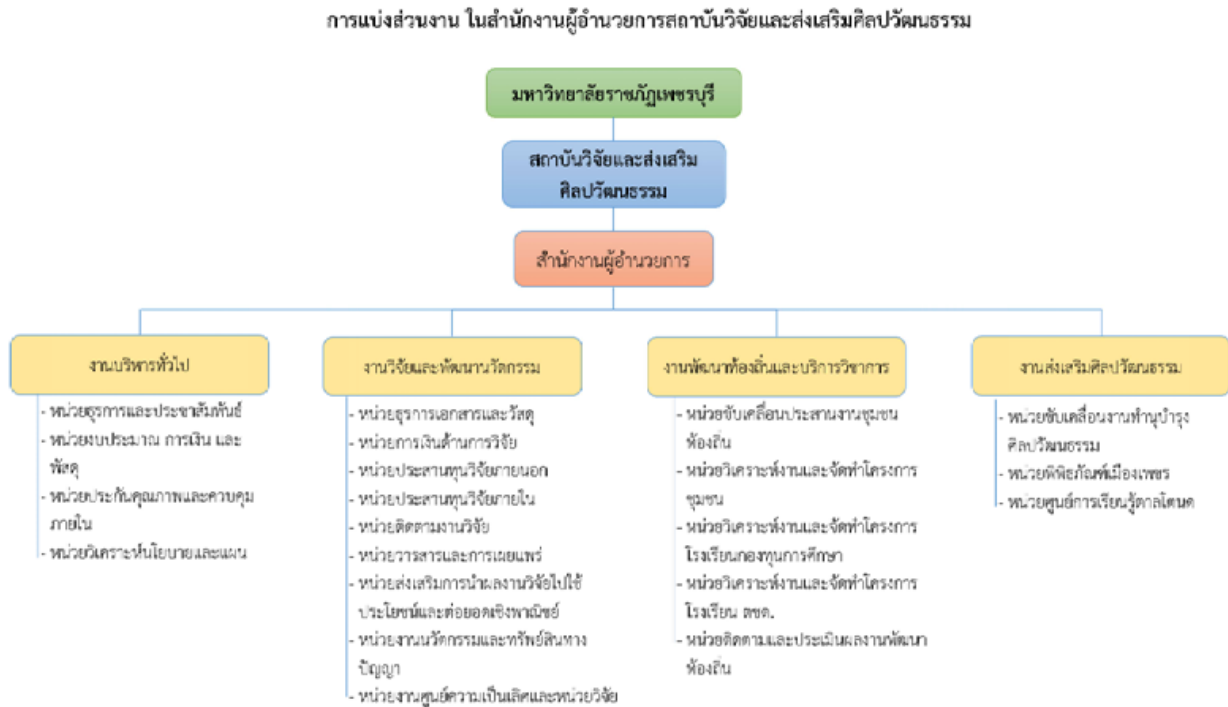 การแบ่งส่วนงาน ในสำนักงานผู้อำนวยการสถาบันวิจัยและส่งเสริมศิลปวัฒนธรรม
มหาวิทยาลัยราชภัฏเพชรบุรี
สถาบันวิจัยและส่งเสริม
ศิลปวัฒนธรรม
สำนักงานผู้อำนวยการ
งานบริหารทั่วไป
- หน่วยธุรการและประชาสัมพันธ์
- หน่วยงบประมาณ การเงิน และ
พัสดุ
- หน่วยประกันคุณภาพและควบคุม
ภายใน
- หน่วยวิเคราะห์นโยบายและแผน
งานวิจัยและพัฒนานวัตกรรม
- หน่วยธุรการเอกสารและวัสดุ
- หน่วยการเงินด้านการวิจัย
- หน่วยประสานทุนวิจัยภายนอก
- หน่วยประสานทุนวิจัยภายใน
- หน่วยติดตามงานวิจัย
- หน่วยวารสารและการเผยแพร่
- หน่วยส่งเสริมการนำผลงานวิจัยไปใช้
ประโยชน์และต่อยอดเชิงพาณิชย์
- หน่วยงานนวัตกรรมและทรัพย์สินทาง
ปัญญา
- หน่วยงานศูนย์ความเป็นเลิศและหน่วยวิจัย
งานพัฒนาท้องถิ่นและบริการวิชาการ
- หน่วยขับเคลื่อนประสานงานชุมชน
ท้องถิ่น
- หน่วยวิเคราะห์งานและจัดทำโครงการ
ชุมชน
- หน่วยวิเคราะห์งานและจัดทำโครงการ
โรงเรียนกองทุนการศึกษา
- หน่วยวิเคราะห์งานและจัดทำโครงการ
โรงเรียน ตชด.
- หน่วยติดตามและประเมินผลงานพัฒนา
ท้องถิ่น
งานส่งเสริมศิลปวัฒนธรรม
- หน่วยขับเคลื่อนงานทำนุบำรุง
ศิลปวัฒนธรรม
- หน่วยพิพิธภัณฑ์เมืองเพชร
- หน่วยศูนย์การเรียนรู้ตาลโตนด